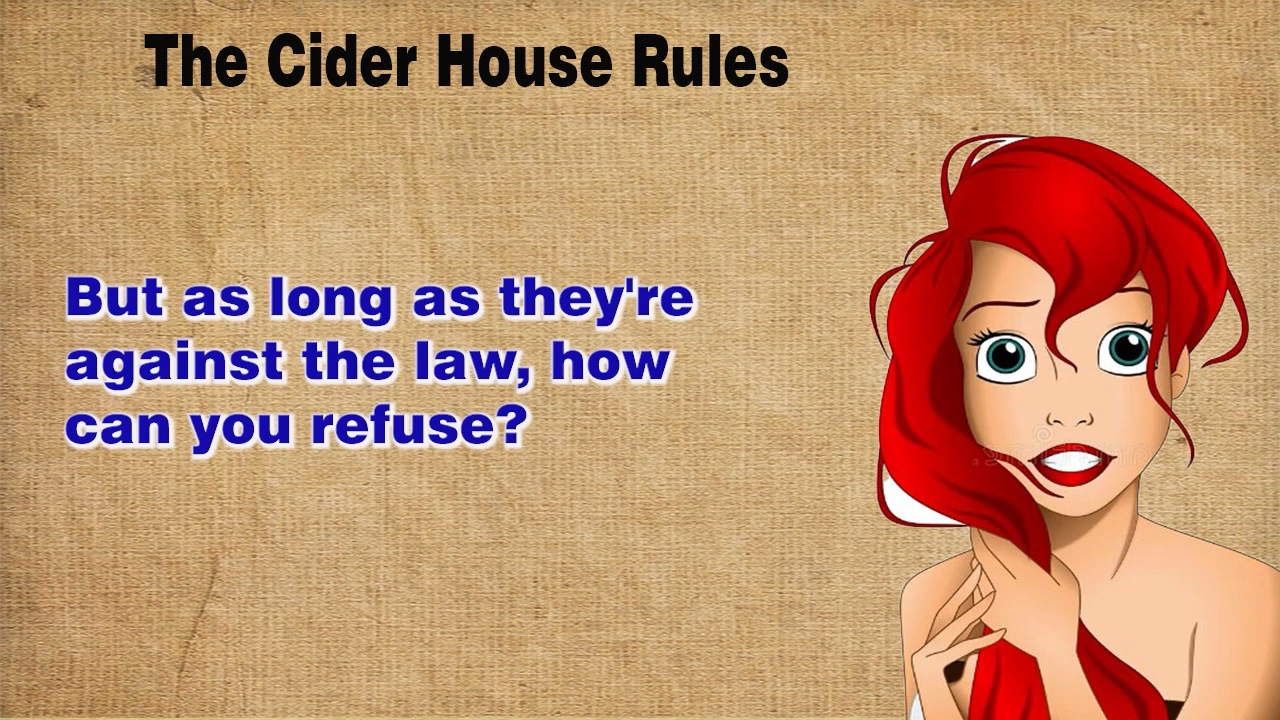 The Cider House Rules
But as long as they're
against the law, how
can you refuse?